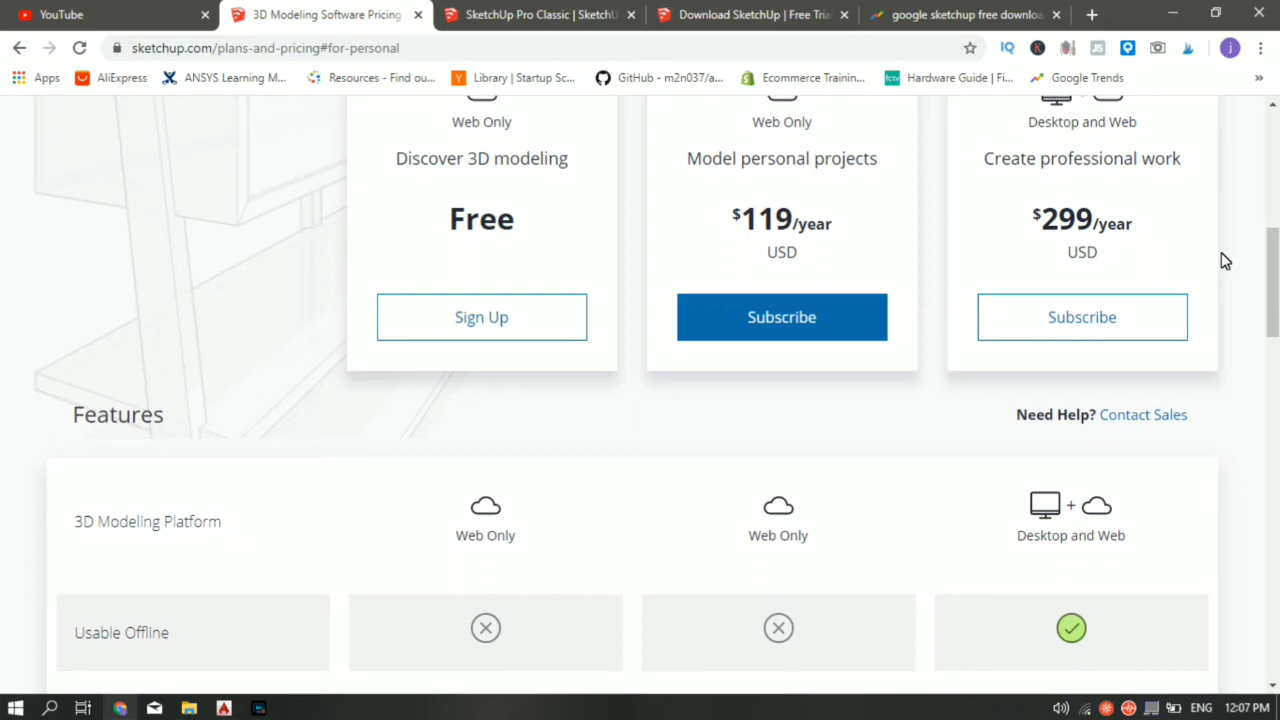 YouTube
3D Modeling Software Pricing
SketchUp Pro Classic | SketchU
Download SketchUp | Free Tria
google sketchup free downloa
sketchup.com/plans-and-pricing#for-personal
Apps
AliExpress
ANSYS Learning M...
Resources - Find ou...
Library | Startup Sc...
GitHub - m2n037/a...
Ecommerce Trainin...
Hardware Guide | Fi...
Google Trends
Web Only
Web Only
Desktop and Web
Discover 3D modeling
Model personal projects
Create professional work
Free
$119/year
$299/year
USD
USD
Sign Up
Subscribe
Subscribe
Features
Need Help? Contact Sales
3D Modeling Platform
Web Only
Web Only
Desktop and Web
Usable Offline
ENG
12:07 PM